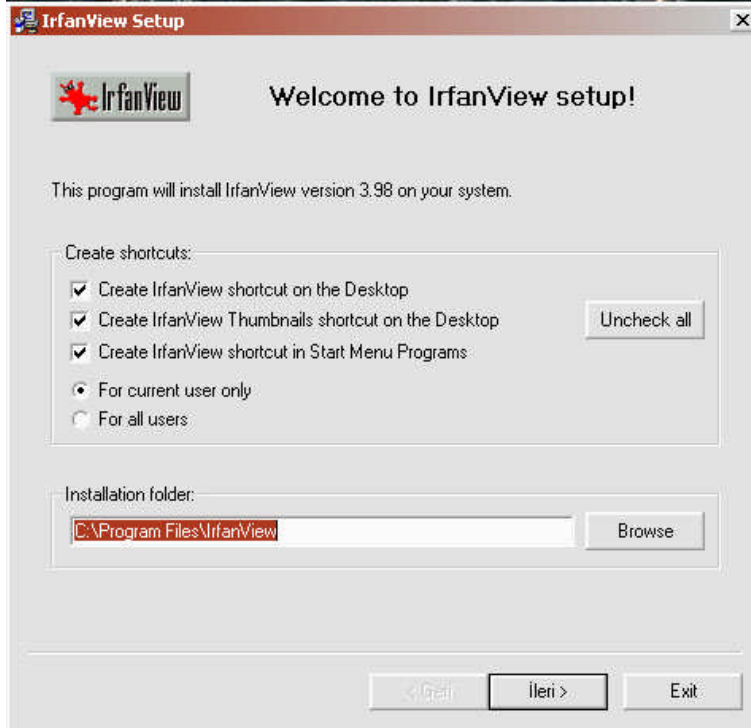 IrfanView Setup
IrfanView
Welcome to IrfanView setup!
This program will install IrfanView version 3.98 on your system.
Create shortcuts:
Create IrfanView shortcut on the Desktop
Create IrfanView Thumbnails shortcut on the Desktop
Uncheck all
Create IrfanView shortcut in Start Menu Programs
For current user only
For all users
Installation folder:
C:\Program Files\IrfanView
Browse
< Geri
İleri >
Exit